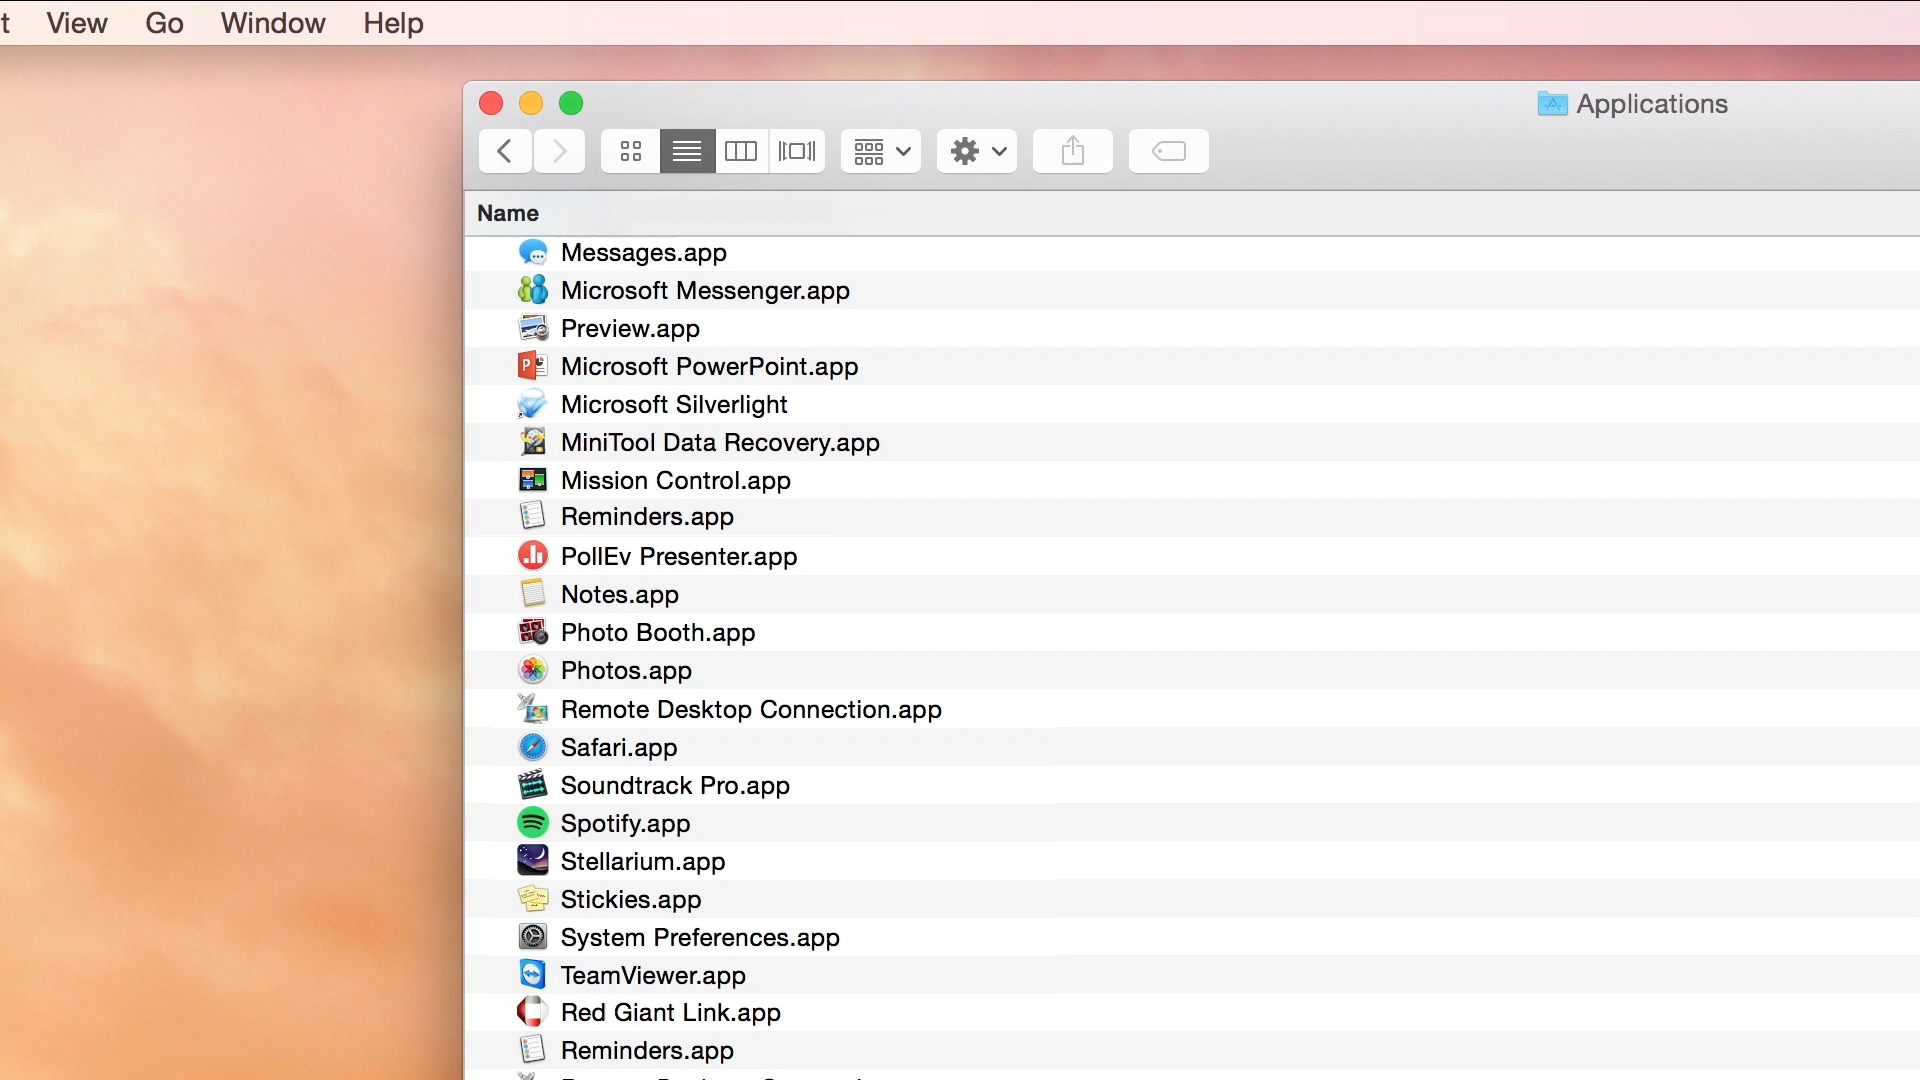 t View Go Window Help
Applications
Name
Messages.app
Microsoft Messenger.app
Preview.app
Microsoft PowerPoint.app
Microsoft Silverlight
MiniTool Data Recovery.app
Mission Control.app
Reminders.app
PollEv Presenter.app
Notes.app
Photo Booth.app
Photos.app
Remote Desktop Connection.app
Safari.app
Soundtrack Pro.app
Spotify.app
Stellarium.app
Stickies.app
System Preferences.app
TeamViewer.app
Red Giant Link.app
Reminders.app